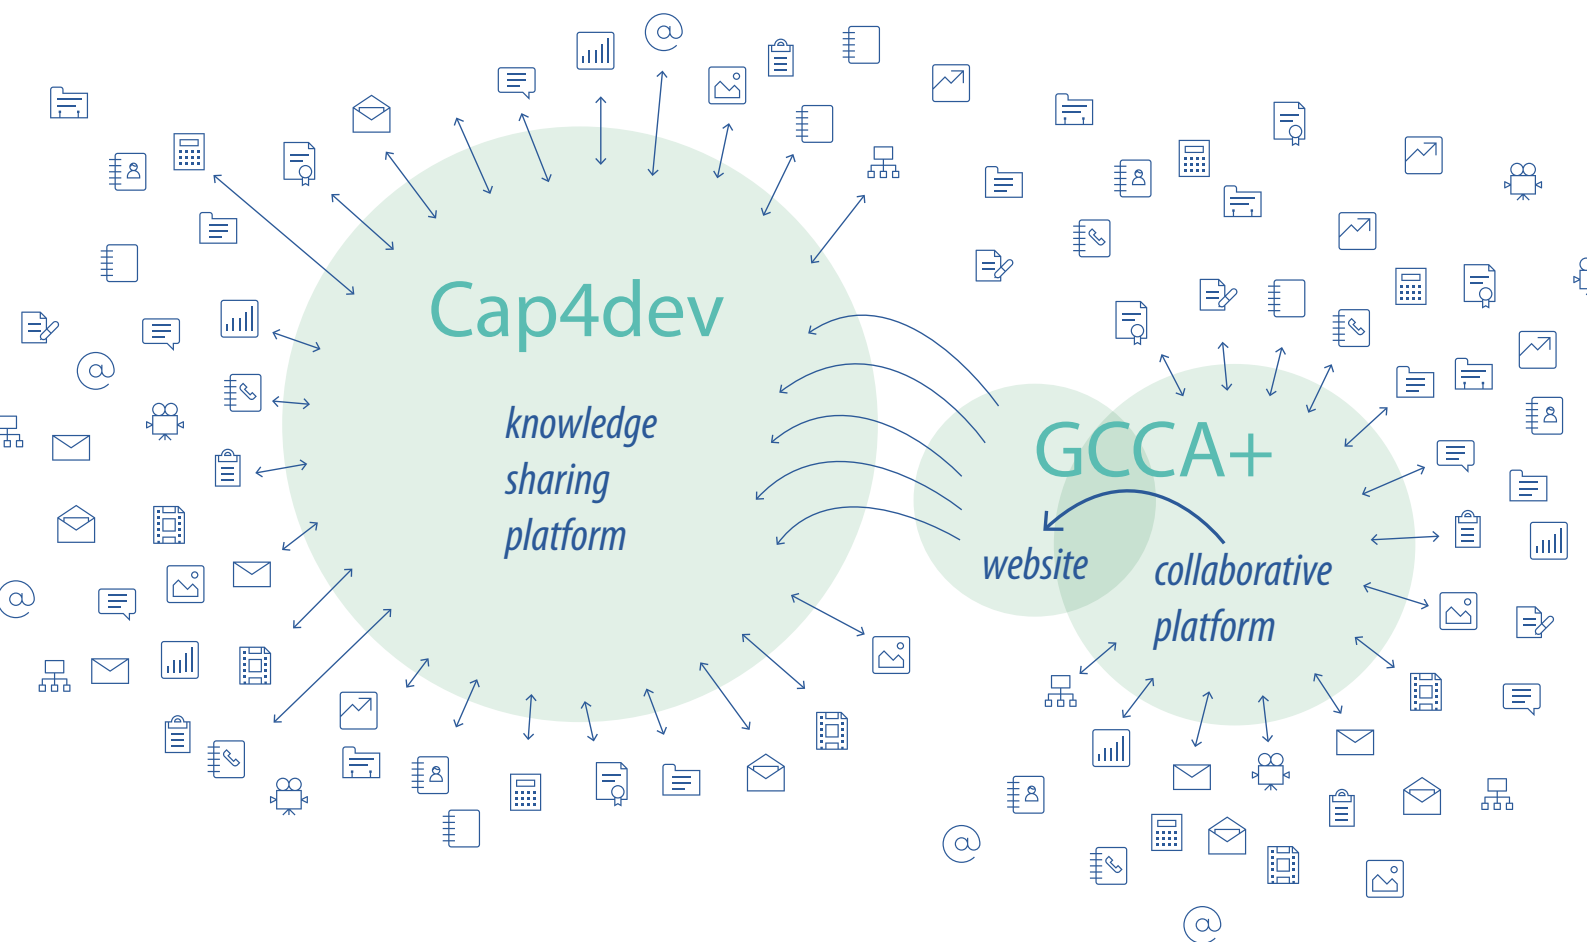 Cap4dev
knowledge
sharing
platform
GCCA+
website
collaborative
platform